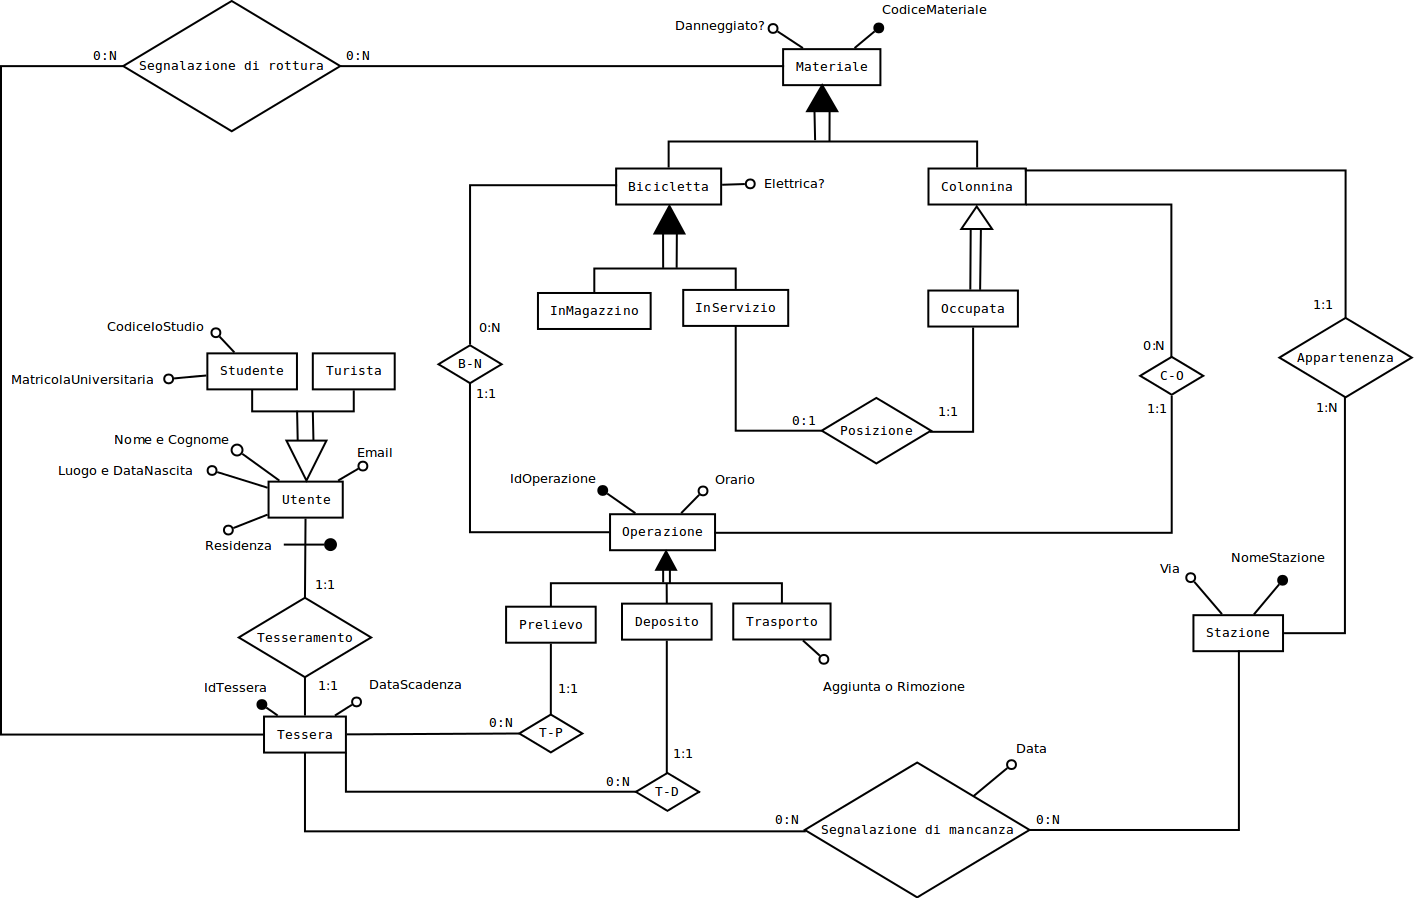 CodiceMateriale
Danneggiato?
0:N
0:N
Segnalazione di rottura
Materiale
Bicicletta
Elettrica?
Colonnina
InMagazzino
InServizio
Occupata
1:1
CodiceIoStudio
0:N
0:N
Studente
Turista
B-N
C-O
Appartenenza
MatricolaUniversitaria
1:1
1:1
1:N
0:1
1:1
Posizione
Nome e Cognome
Email
Luogo e DataNascita
IdOperazione
Orario
Utente
Operazione
Residenza
NomeStazione
Via
1:1
Prelievo
Deposito
Trasporto
Stazione
Tesseramento
IdTessera
1:1
DataScadenza
1:1
Aggiunta o Rimozione
0:N
Tessera
T-P
1:1
Data
0:N
T-D
0:N
0:N
Segnalazione di mancanza